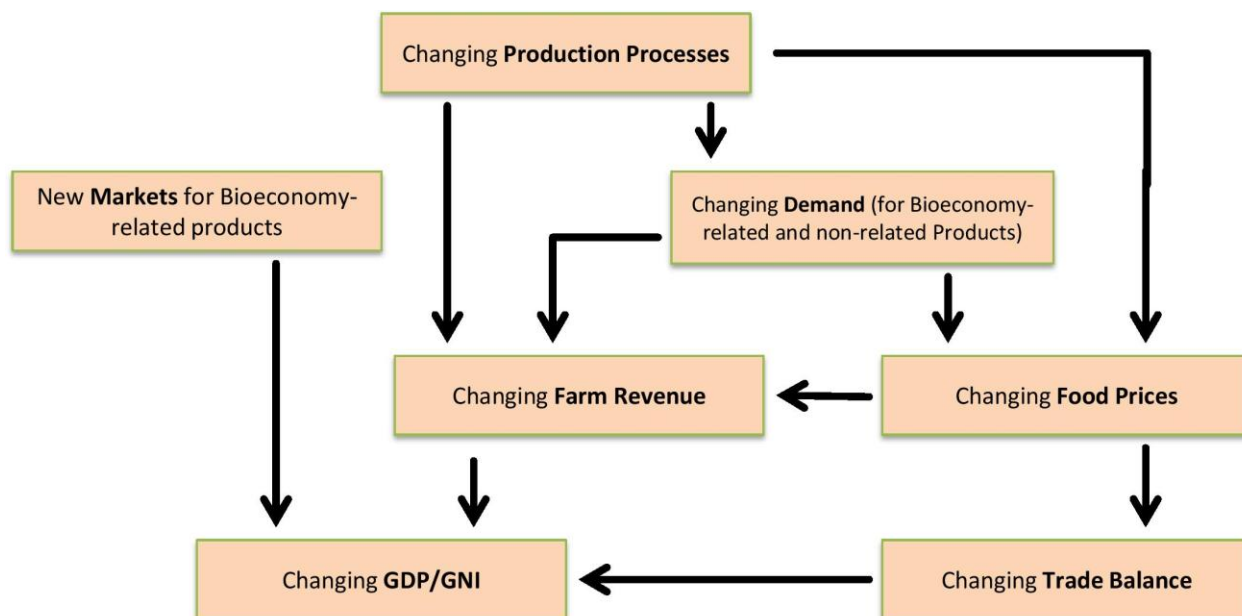 Changing Production Processes
New Markets for Bioeconomy-
related products
Changing Demand (for Bioeconomy-
related and non-related Products)
Changing Farm Revenue
Changing Food Prices
Changing GDP/GNI
Changing Trade Balance